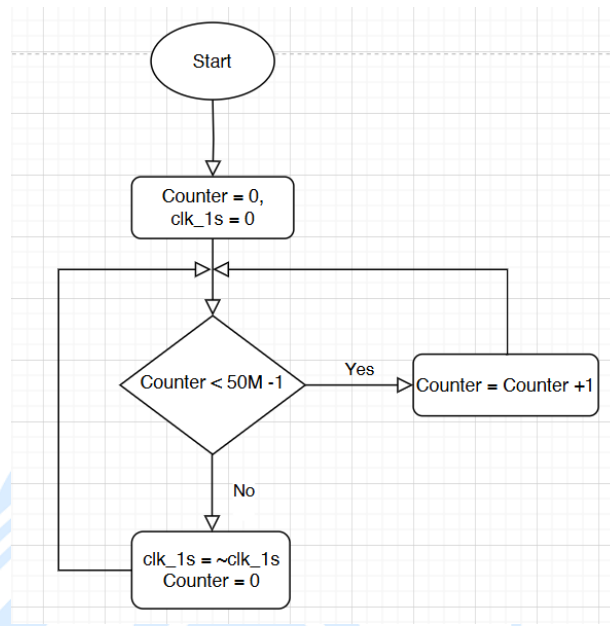 Start
Counter = 0,
clk_1s = 0
Counter < 50M -1
Yes
Counter = Counter +1
No
clk_1s = ~clk_1s
Counter = 0